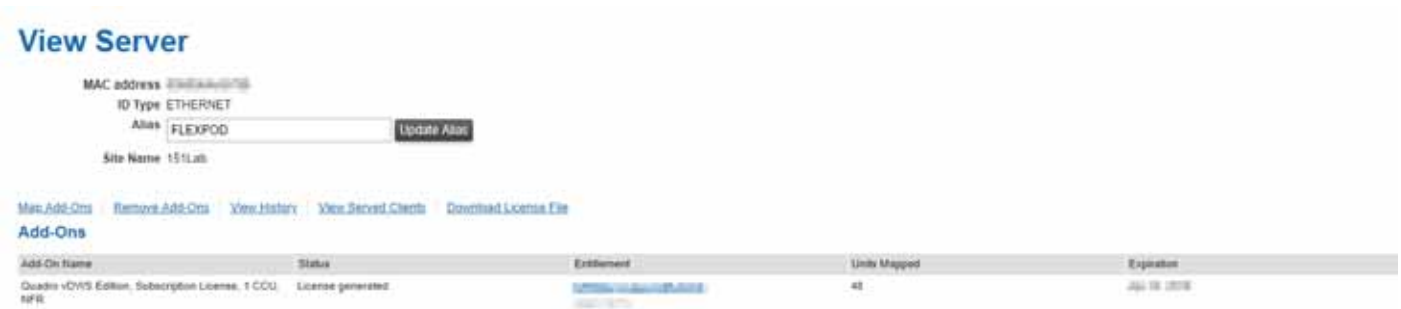 View Server
MAC address
ID Type ETHERNET
Alias FLEXPOD Update Alias
Site Name 151Lab
Map Add-Ons Remove Add-Ons View History View Served Clients Download License File
Add-Ons
Add-On Name Status Entitlement Units Mapped Expiration
Quadro vDWS Edition, Subscription License, 1 CCU, License generated 48
NFR